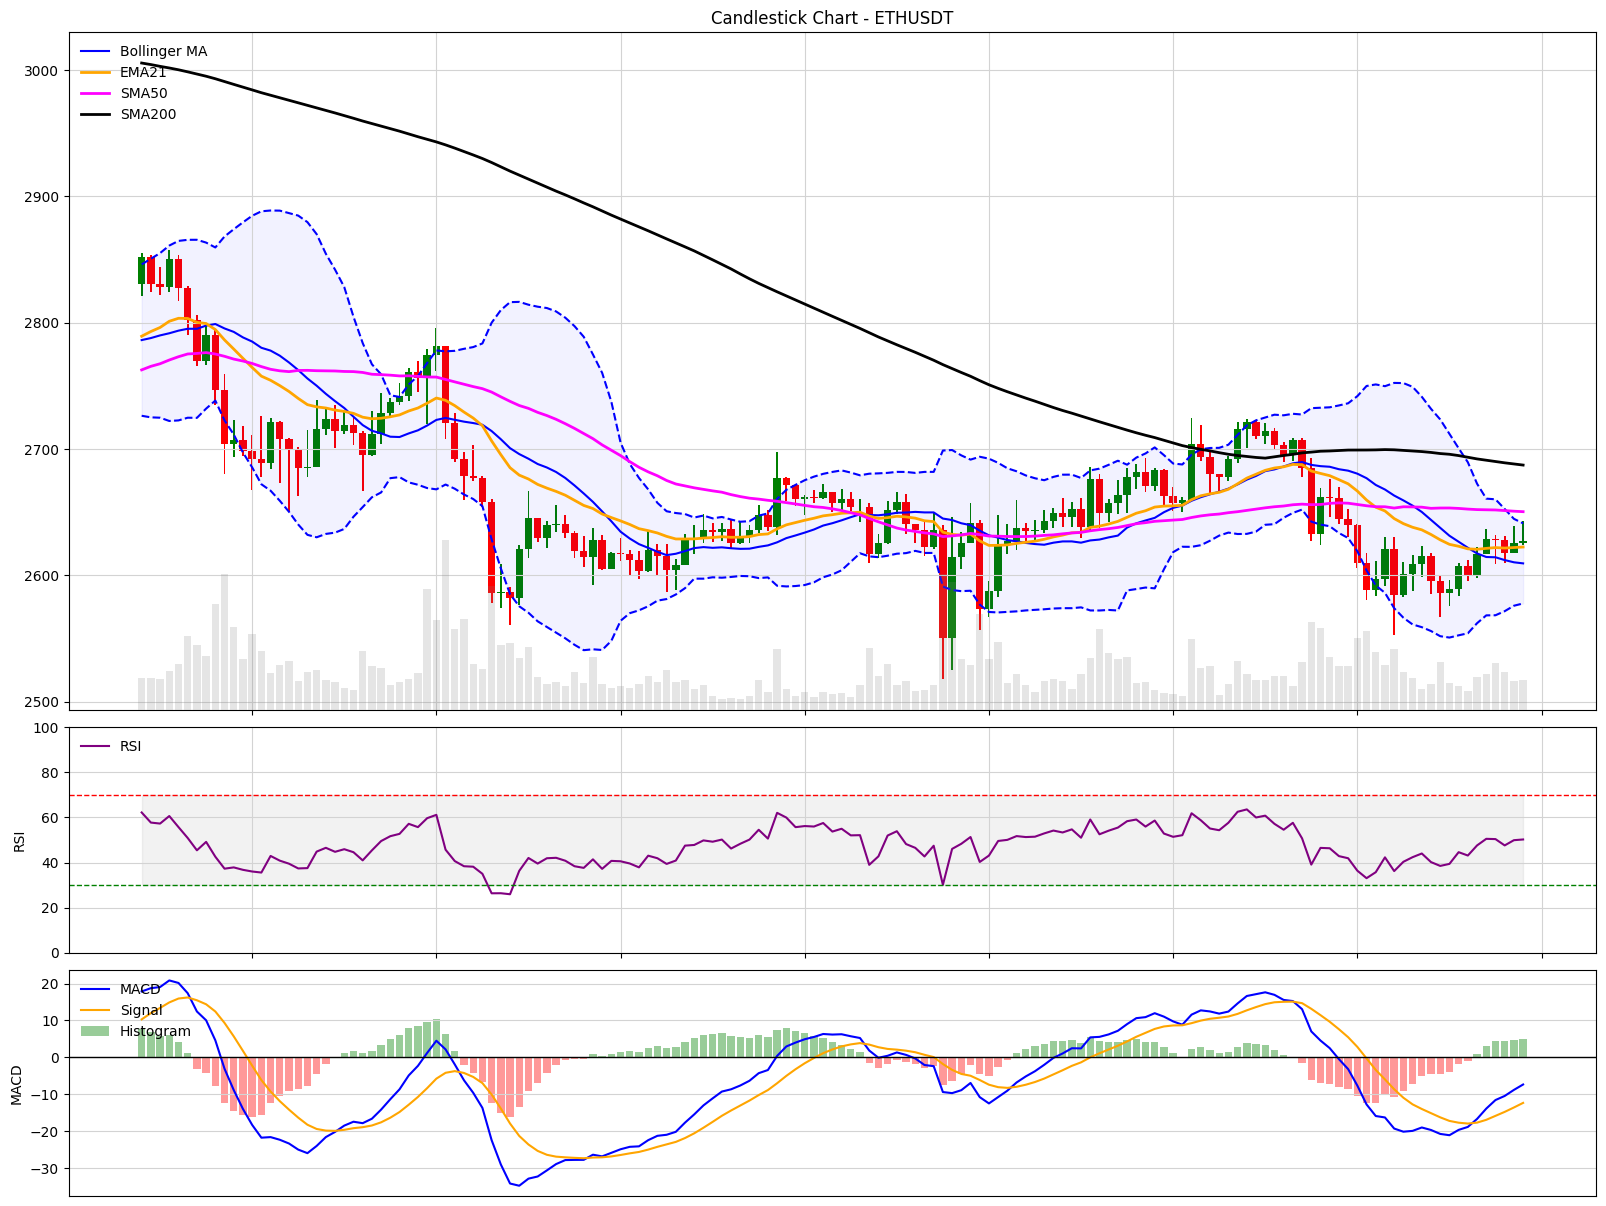 Candlestick Chart - ETHUSDT
Bollinger MA
EMA21
SMA50
SMA200
3000
2900
2800
2700
2600
2500
RSI
RSI
100
80
60
40
20
0
MACD
Signal
Histogram
MACD
20
10
0
−10
−20
−30